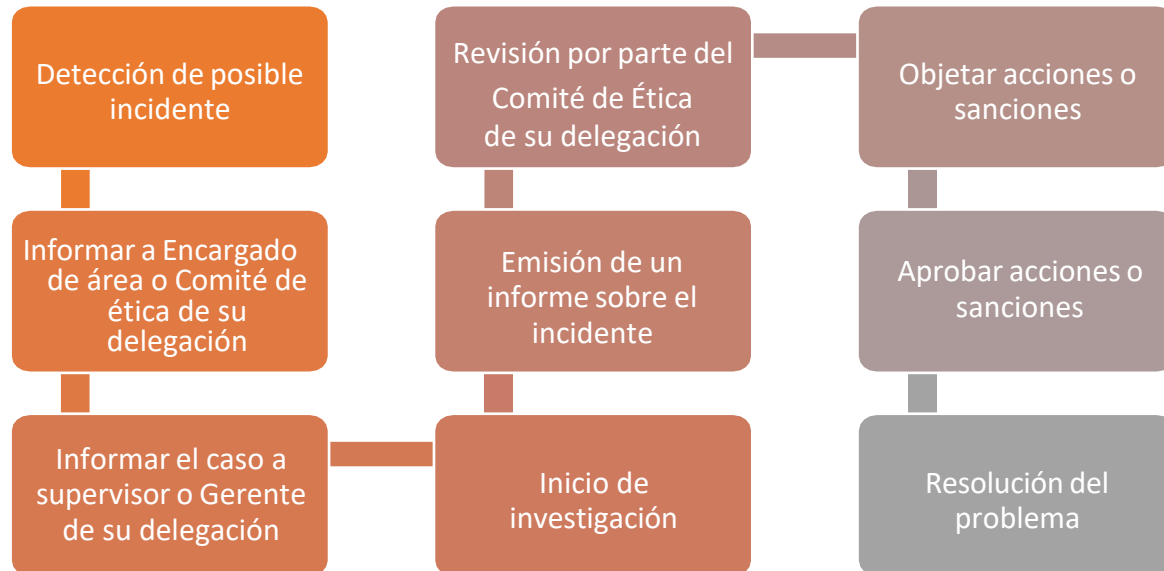 Detección de posible
incidente
Informar a Encargado
de área o Comité de
ética de su
delegación
Informar el caso a
supervisor o Gerente
de su delegación
Inicio de
investigación
Emisión de un
informe sobre el
incidente
Revisión por parte del
Comité de Ética
de su delegación
Objetar acciones o
sanciones
Aprobar acciones o
sanciones
Resolución del
problema